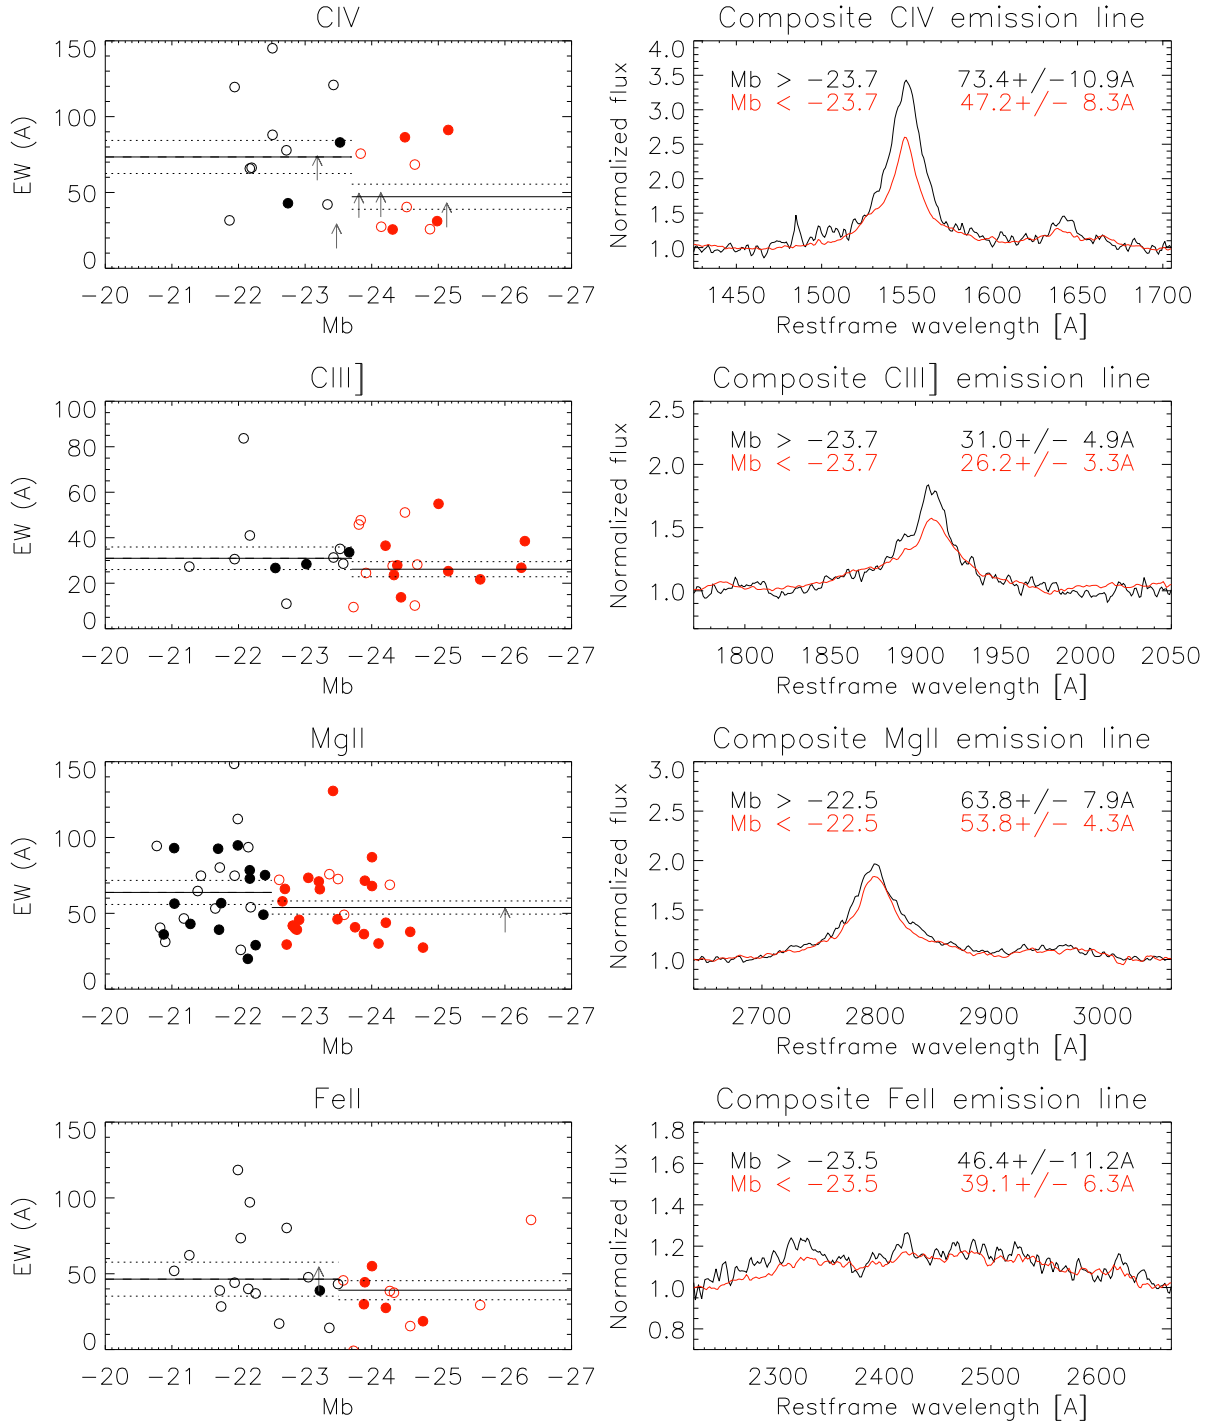 CIV
150
100
50
0
EW (A)
−20 −21 −22 −23 −24 −25 −26 −27
Mb
Composite CIV emission line
4.0
3.5
3.0
2.5
2.0
1.5
1.0
Normalized flux
Mb > −23.7 73.4+/−10.9A
Mb < −23.7 47.2+/− 8.3A
1450 1500 1550 1600 1650 1700
Restframe wavelength [A]
CIII]
100
80
60
40
20
0
EW (A)
−20 −21 −22 −23 −24 −25 −26 −27
Mb
Composite CIII] emission line
2.5
2.0
1.5
1.0
Normalized flux
Mb > −23.7 31.0+/− 4.9A
Mb < −23.7 26.2+/− 3.3A
1800 1850 1900 1950 2000 2050
Restframe wavelength [A]
MgII
150
100
50
0
EW (A)
−20 −21 −22 −23 −24 −25 −26 −27
Mb
Composite MgII emission line
3.0
2.5
2.0
1.5
1.0
Normalized flux
Mb > −22.5 63.8+/− 7.9A
Mb < −22.5 53.8+/− 4.3A
2700 2800 2900 3000
Restframe wavelength [A]
FeII
150
100
50
0
EW (A)
−20 −21 −22 −23 −24 −25 −26 −27
Mb
Composite FeII emission line
1.8
1.6
1.4
1.2
1.0
0.8
Normalized flux
Mb > −23.5 46.4+/−11.2A
Mb < −23.5 39.1+/− 6.3A
2300 2400 2500 2600
Restframe wavelength [A]